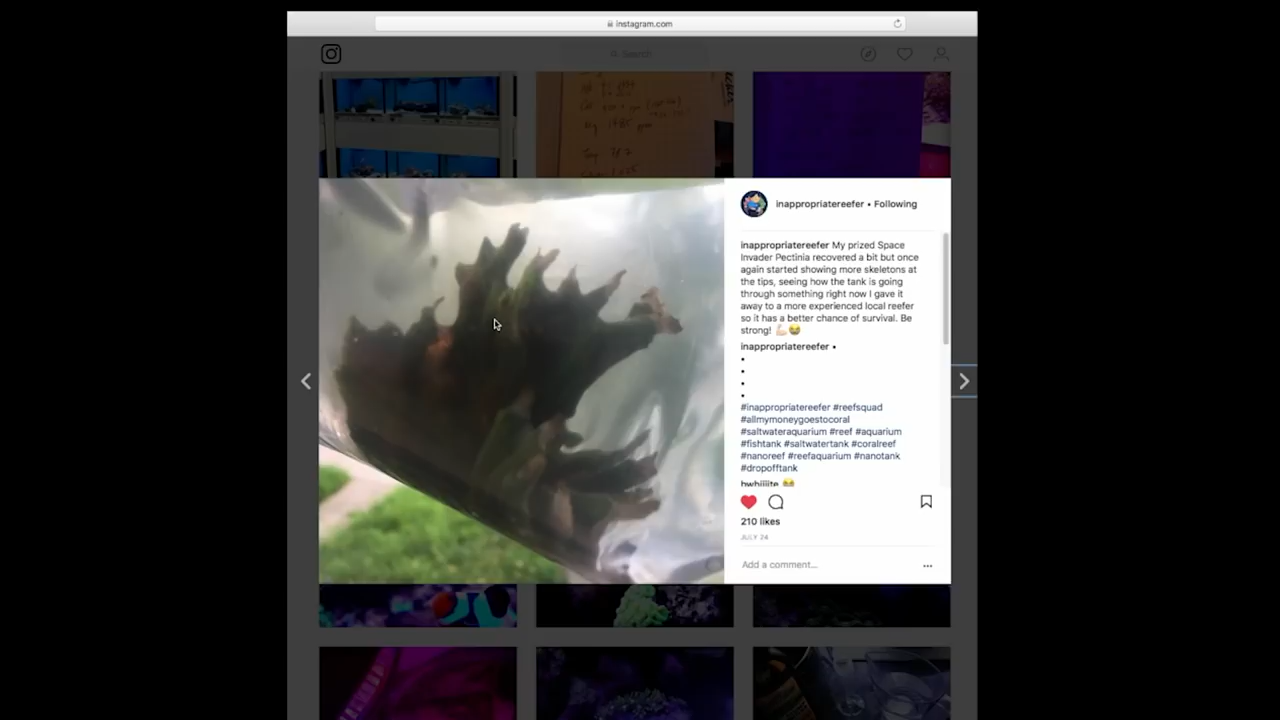 instagram.com
Search
inappropriatereefer • Following
inappropriatereefer My prized Space
Invader Pectinia recovered a bit but once
again started showing more skeletons at
the tips, seeing how the tank is going
through something right now I gave it
away to a more experienced local reefer
so it has a better chance of survival. Be
strong! 💪🏻😂
inappropriatereefer •
•
•
•
•
#inappropriatereefer #reefsquad
#allmymoneygoestocoral
#saltwateraquarium #reef #aquarium
#fishtank #saltwatertank #coralreef
#nanoreef #reefaquarium #nanotank
#dropofftank
210 likes
JULY 24
Add a comment...